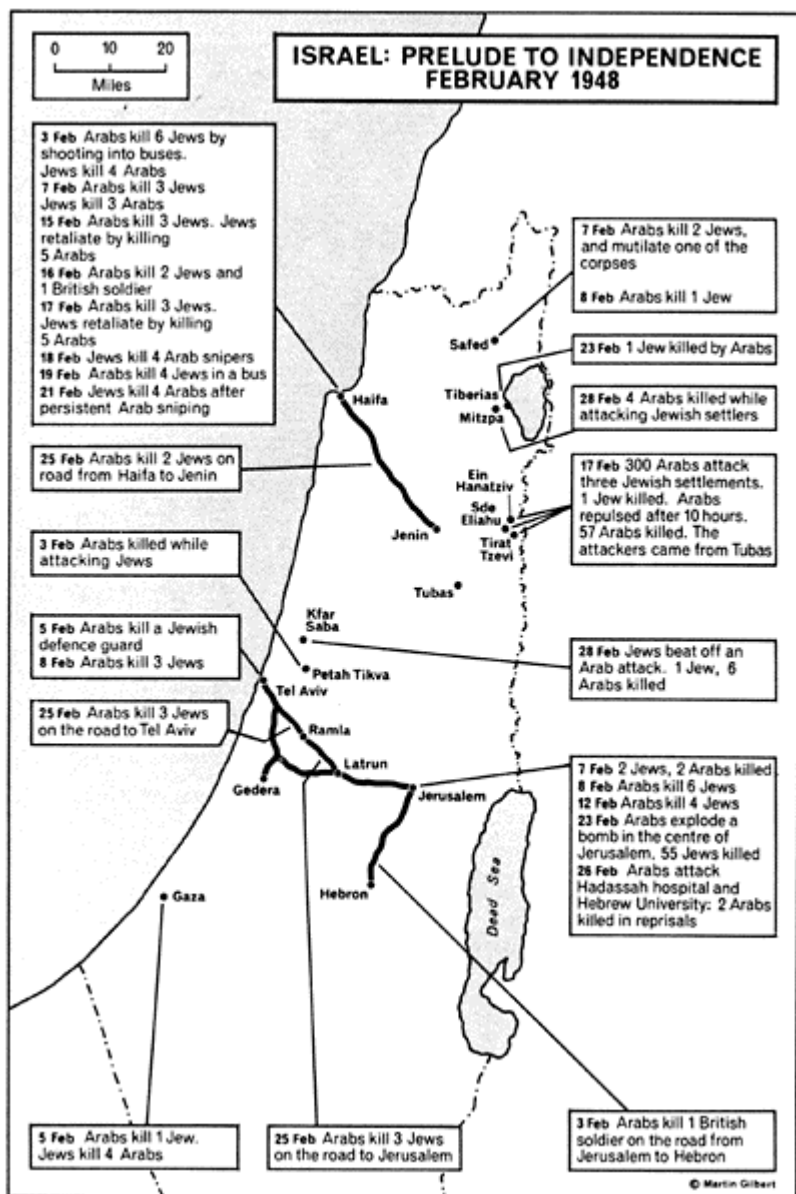 ISRAEL: PRELUDE TO INDEPENDENCE
FEBRUARY 1948
0 10 20
Miles
3 Feb Arabs kill 6 Jews by
shooting into buses.
Jews kill 4 Arabs
7 Feb Arabs kill 3 Jews
Jews kill 3 Arabs
15 Feb Arabs kill 3 Jews. Jews
retaliate by killing
5 Arabs
16 Feb Arabs kill 2 Jews and
1 British soldier
17 Feb Arabs kill 3 Jews.
Jews retaliate by killing
5 Arabs
18 Feb Jews kill 4 Arab snipers
19 Feb Arabs kill 4 Jews in a bus
21 Feb Jews kill 4 Arabs after
persistent Arab sniping
7 Feb Arabs kill 2 Jews,
and mutilate one of the
corpses
8 Feb Arabs kill 1 Jew
Safed
23 Feb 1 Jew killed by Arabs
Tiberias
Mitzpa
Haifa
28 Feb 4 Arabs killed while
attacking Jewish settlers
25 Feb Arabs kill 2 Jews on
road from Haifa to Jenin
17 Feb 300 Arabs attack
three Jewish settlements.
1 Jew killed. Arabs
repulsed after 10 hours.
57 Arabs killed. The
attackers came from Tubas
Ein
Hanatziv
Sde
Eliahu
Tirat
Tzevi
Jenin
3 Feb Arabs killed while
attacking Jews
Tubas
Kfar
Saba
5 Feb Arabs kill a Jewish
defence guard
8 Feb Arabs kill 3 Jews
28 Feb Jews beat off an
Arab attack. 1 Jew, 6
Arabs killed
Petah Tikva
Tel Aviv
25 Feb Arabs kill 3 Jews
on the road to Tel Aviv
Ramla
Latrun
Gedera
Jerusalem
7 Feb 2 Jews, 2 Arabs killed
8 Feb Arabs kill 6 Jews
12 Feb Arabs kill 4 Jews
23 Feb Arabs explode a
bomb in the centre of
Jerusalem. 55 Jews killed
26 Feb Arabs attack
Hadassah hospital and
Hebrew University: 2 Arabs
killed in reprisals
Hebron
Gaza
Dead Sea
5 Feb Arabs kill 1 Jew.
Jews kill 4 Arabs
25 Feb Arabs kill 3 Jews
on the road to Jerusalem
3 Feb Arabs kill 1 British
soldier on the road from
Jerusalem to Hebron
© Martin Gilbert